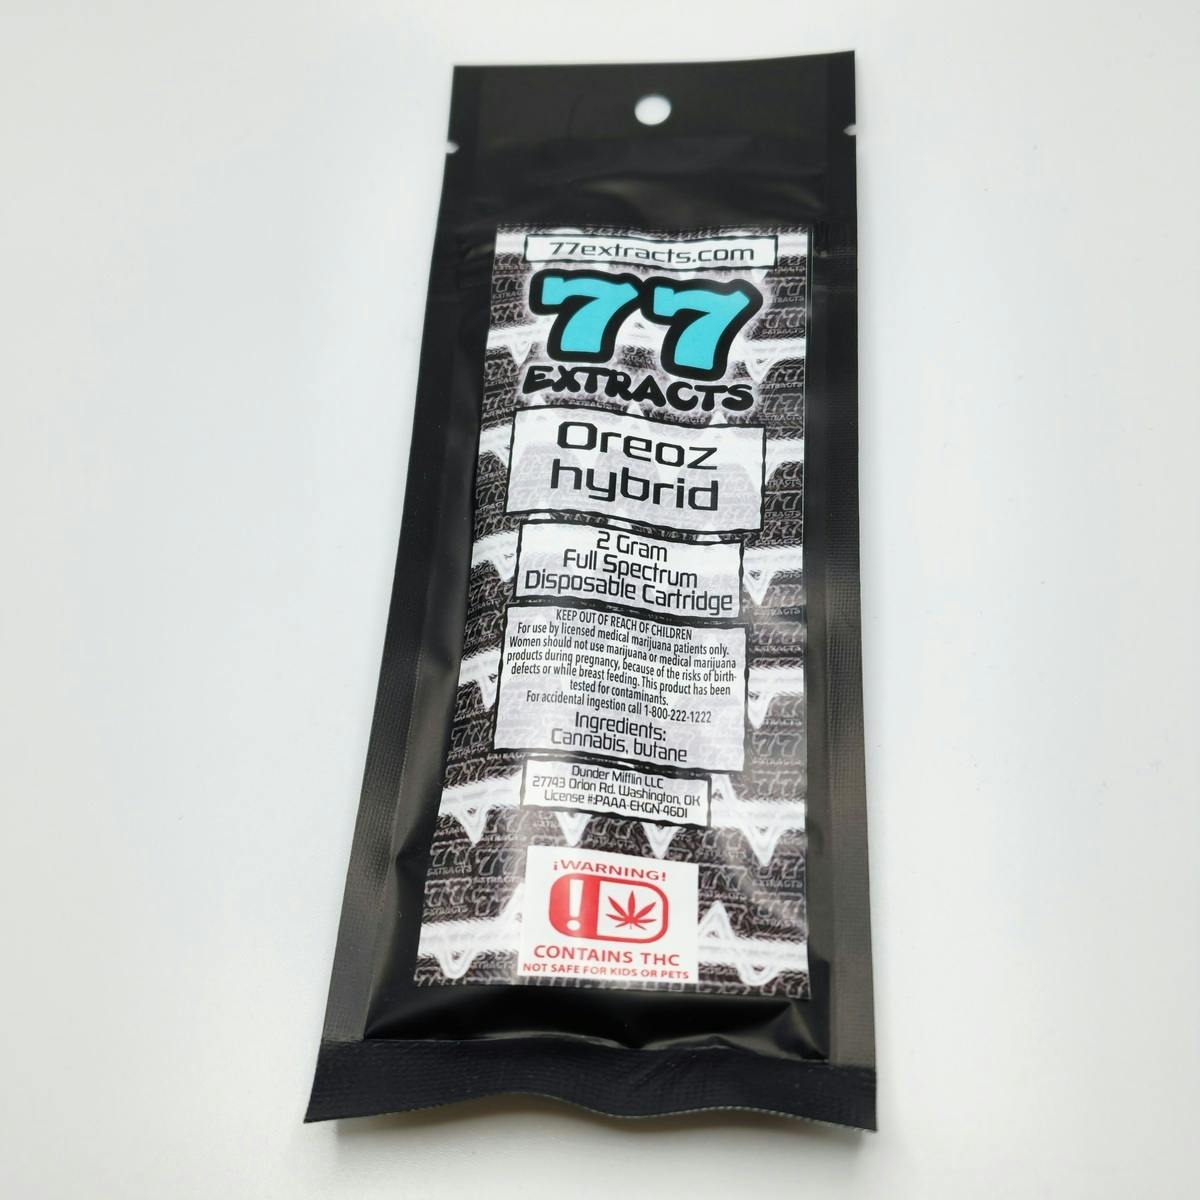 77extracts.com
77
EXTRACTS
Oreoz
hybrid
2 Gram
Full Spectrum
Disposable Cartridge
KEEP OUT OF REACH OF CHILDREN
For use by licensed medical marijuana patients only.
Women should not use marijuana or medical marijuana
products during pregnancy, because of the risks of birth-
defects or while breast feeding. This product has been
tested for contaminants.
For accidental ingestion call 1-800-222-1222
Ingredients:
Cannabis, butane
Dunder Mifflin LLC
27743 Orion Rd. Washington, OK
License #:PAAA-EKGN-46DI
¡WARNING!
!
CONTAINS THC
NOT SAFE FOR KIDS OR PETS